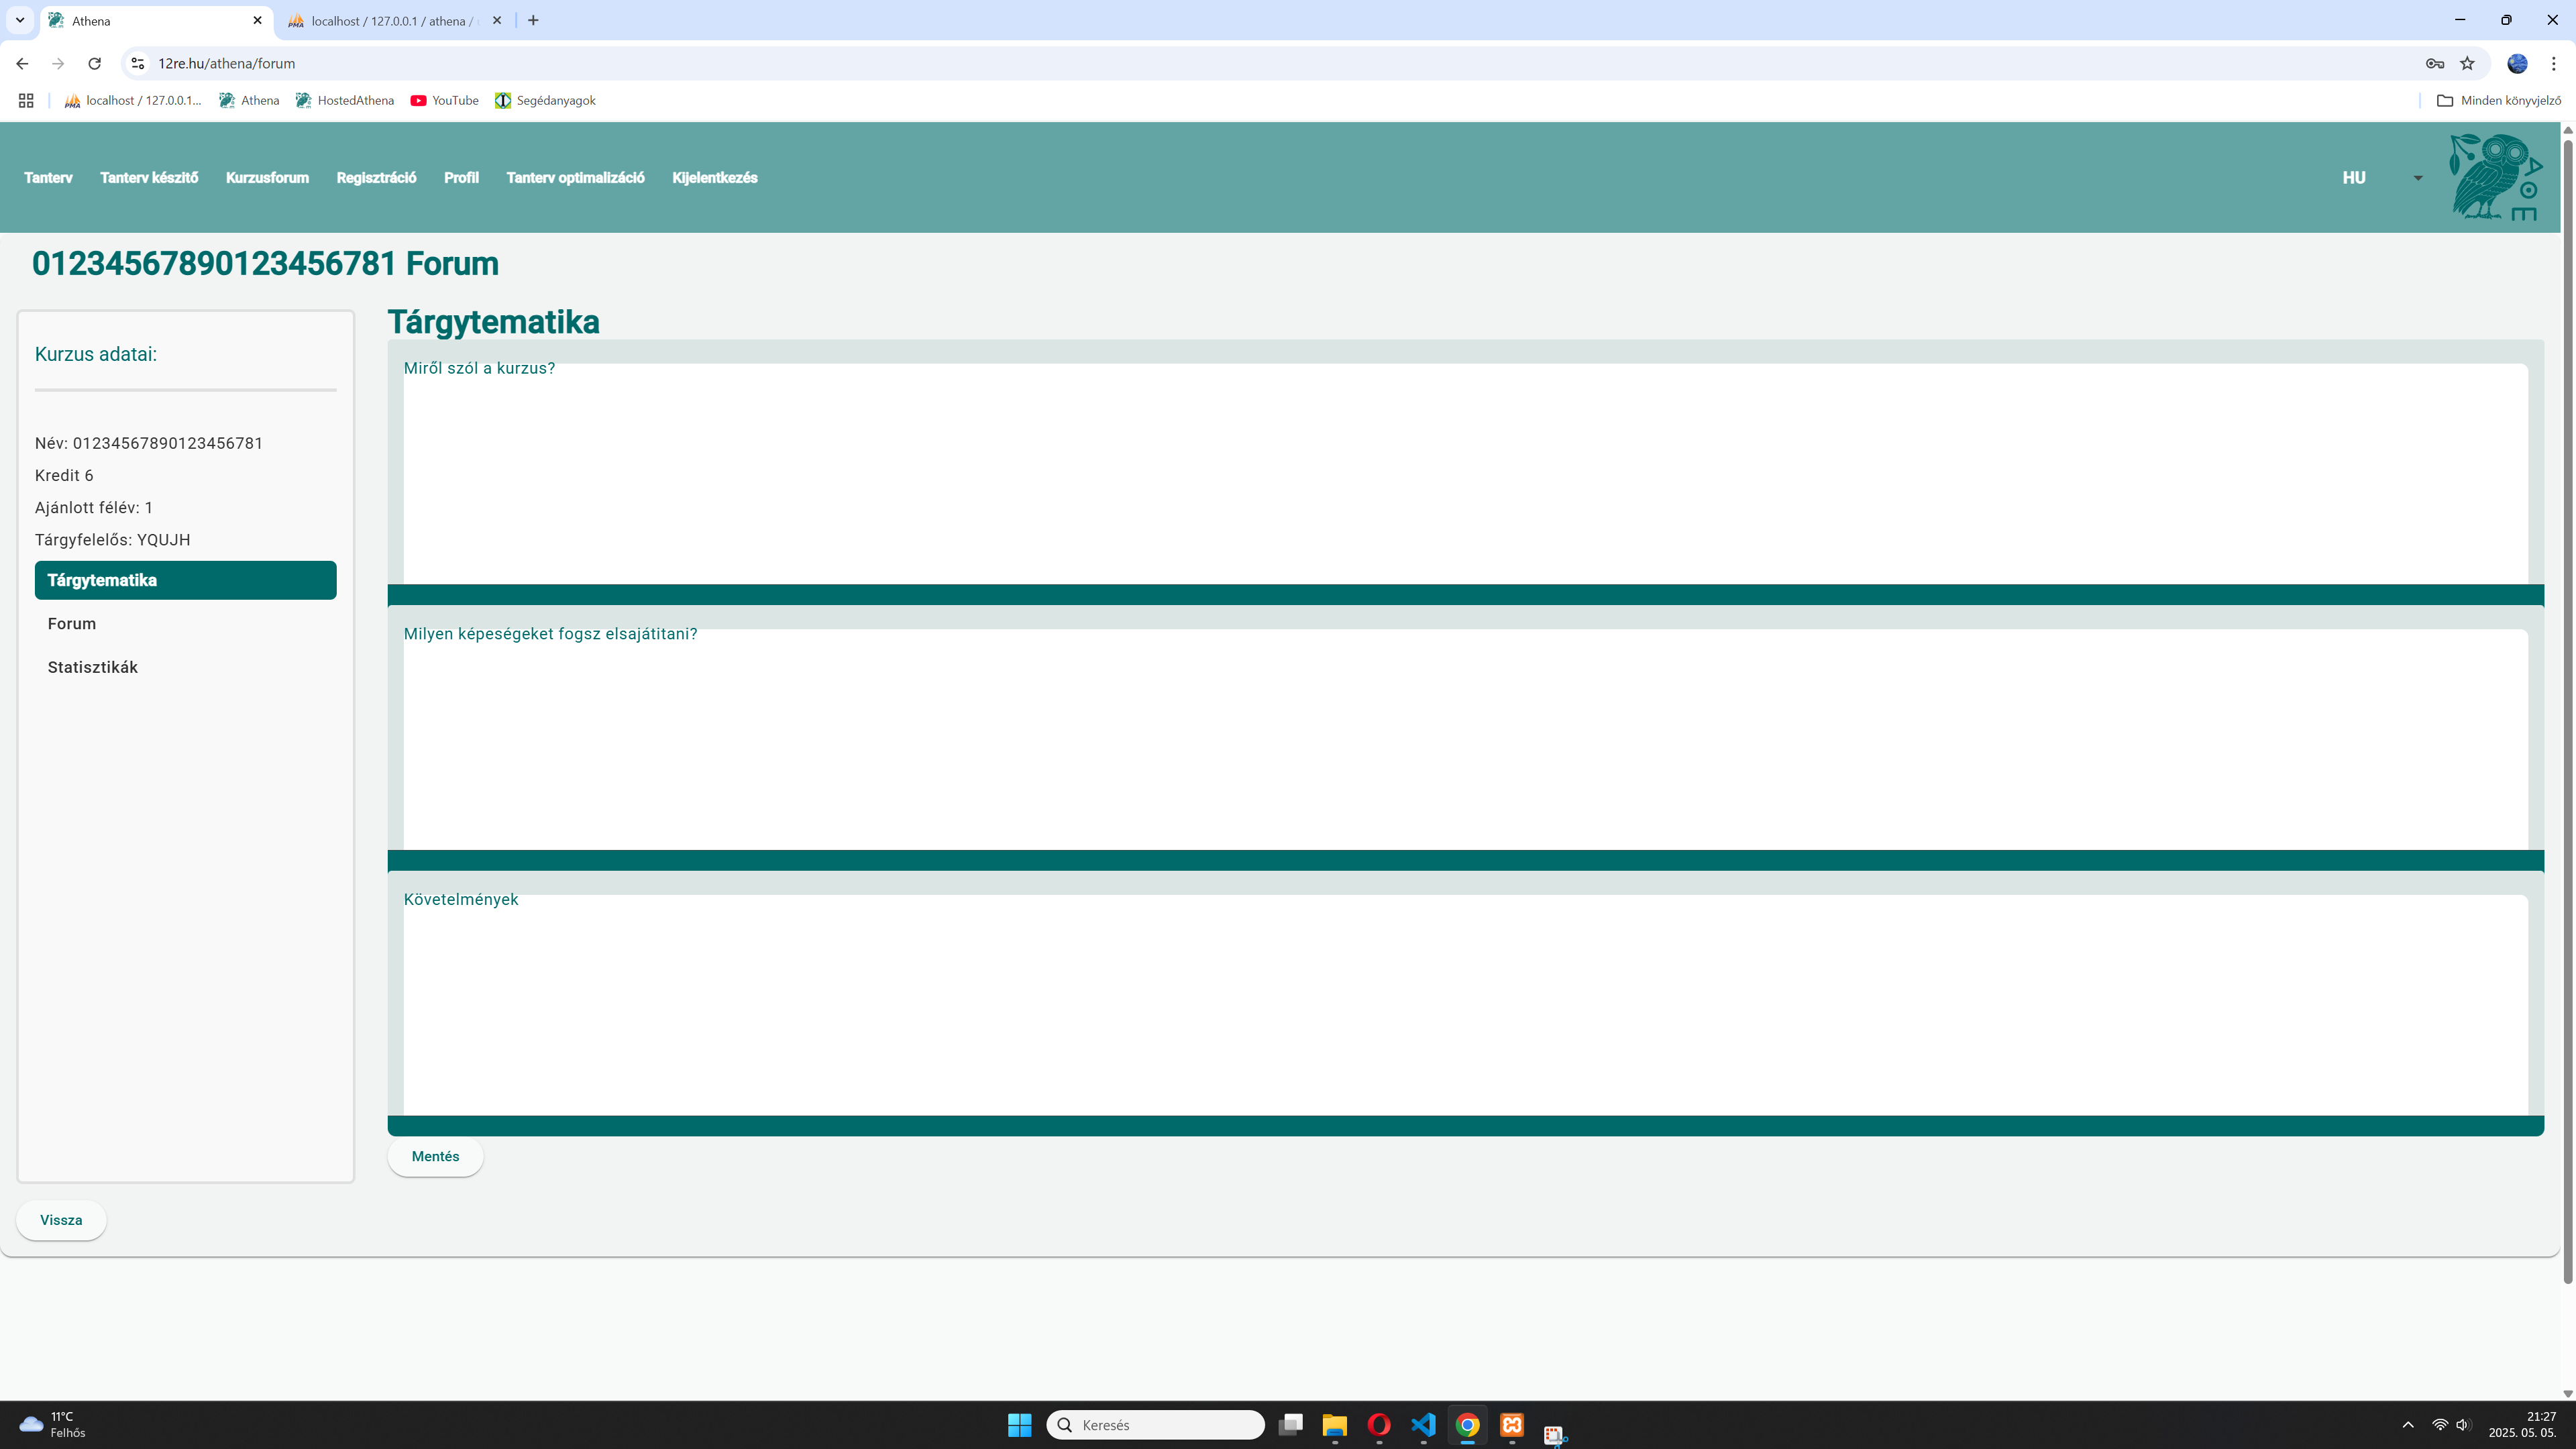 Athena
localhost / 127.0.0.1 / athena /
12re.hu/athena/forum
localhost / 127.0.0.1... Athena HostedAthena YouTube Segédanyagok Minden könyvjelző
Tanterv Tanterv készitő Kurzusforum Regisztráció Profil Tanterv optimalizáció Kijelentkezés HU
01234567890123456781 Forum
Kurzus adatai:
Név: 01234567890123456781
Kredit 6
Ajánlott félév: 1
Tárgyfelelős: YQUJH
Tárgytematika
Forum
Statisztikák
Tárgytematika
Miről szól a kurzus?
Milyen képeségeket fogsz elsajátitani?
Követelmények
Mentés
Vissza
11°C
Felhős
Keresés
21:27
2025. 05. 05.